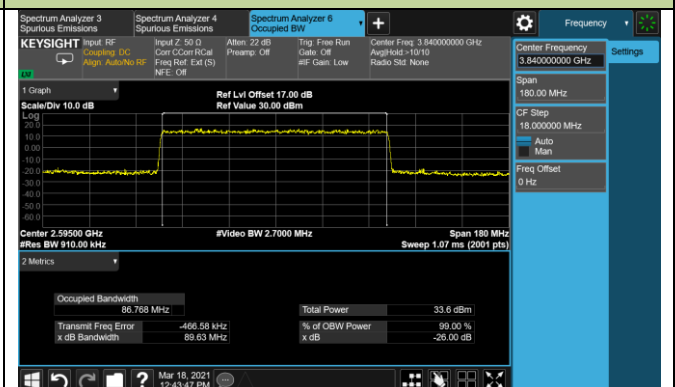 Spectrum Analyzer 3
Spurious Emissions
Spectrum Analyzer 4
Spurious Emissions
Spectrum Analyzer 6
Occupied BW
+
Frequency
KEYSIGHT
Input: RF
Coupling: DC
Align: Auto/No RF
Input Z: 50 Ω
Corr CCorr RCal
Freq Ref: Ext (S)
NFE: Off
Atten: 22 dB
Preamp: Off
Trig: Free Run
Gate: Off
#IF Gain: Low
Center Freq: 3.840000000 GHz
Avg|Hold:>10/10
Radio Std: None
LXI
Center Frequency
3.840000000 GHz
Settings
Span
180.00 MHz
CF Step
18.000000 MHz
Auto
Man
Freq Offset
0 Hz
1 Graph
Scale/Div 10.0 dB
Ref Lvl Offset 17.00 dB
Ref Value 30.00 dBm
Log
20.0
10.0
0.00
-10.0
-20.0
-30.0
-40.0
-50.0
-60.0
Center 2.59500 GHz
#Video BW 2.7000 MHz
Span 180 MHz
#Res BW 910.00 kHz
Sweep 1.07 ms (2001 pts)
2 Metrics
Occupied Bandwidth
86.768 MHz
Total Power
33.6 dBm
Transmit Freq Error
-466.58 kHz
% of OBW Power
99.00 %
x dB Bandwidth
89.63 MHz
x dB
-26.00 dB
?
Mar 18, 2021
12:43:47 PM